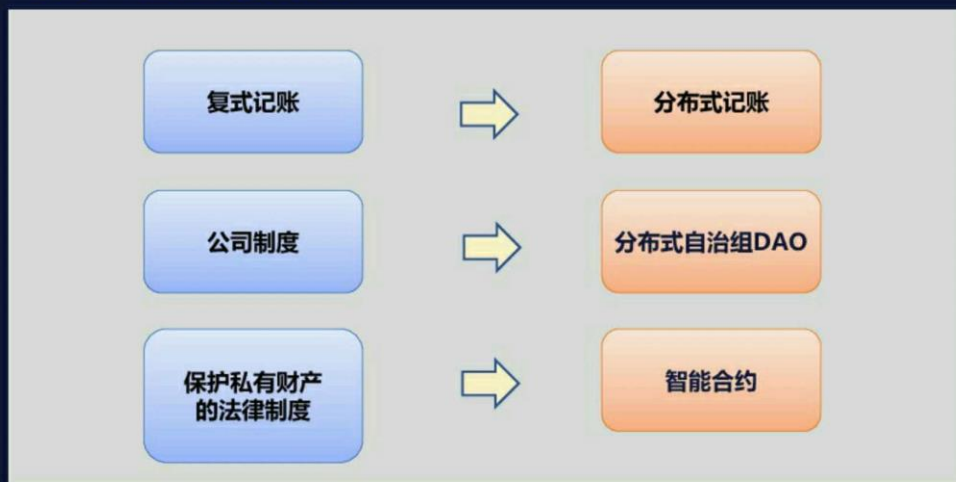 复式记账
分布式记账
公司制度
分布式自治组DAO
保护私有财产
的法律制度
智能合约